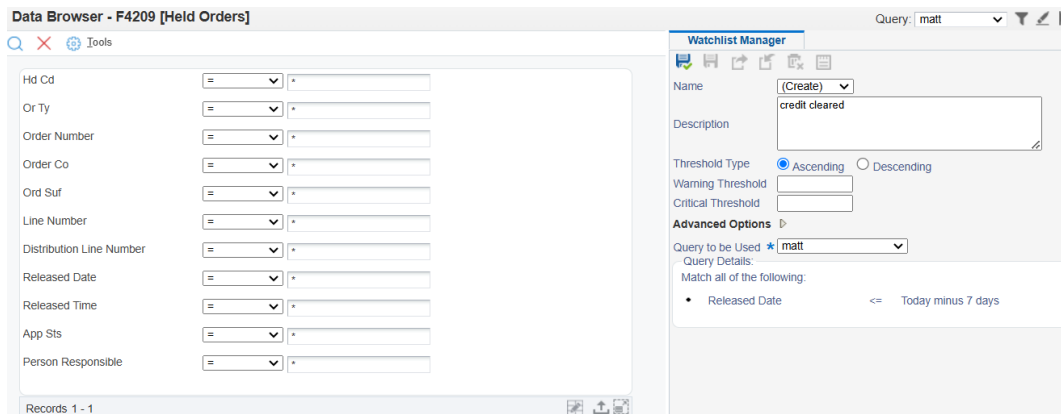 Data Browser - F4209 [Held Orders]
Query: matt
Tools
Hd Cd = *
Or Ty = *
Order Number = *
Order Co = *
Ord Suf = *
Line Number = *
Distribution Line Number = *
Released Date = *
Released Time = *
App Sts = *
Person Responsible = *
Records 1 - 1
Watchlist Manager
Name (Create)
Description credit cleared
Threshold Type Ascending Descending
Warning Threshold
Critical Threshold
Advanced Options
Query to be Used * matt
Query Details:
Match all of the following:
• Released Date <= Today minus 7 days